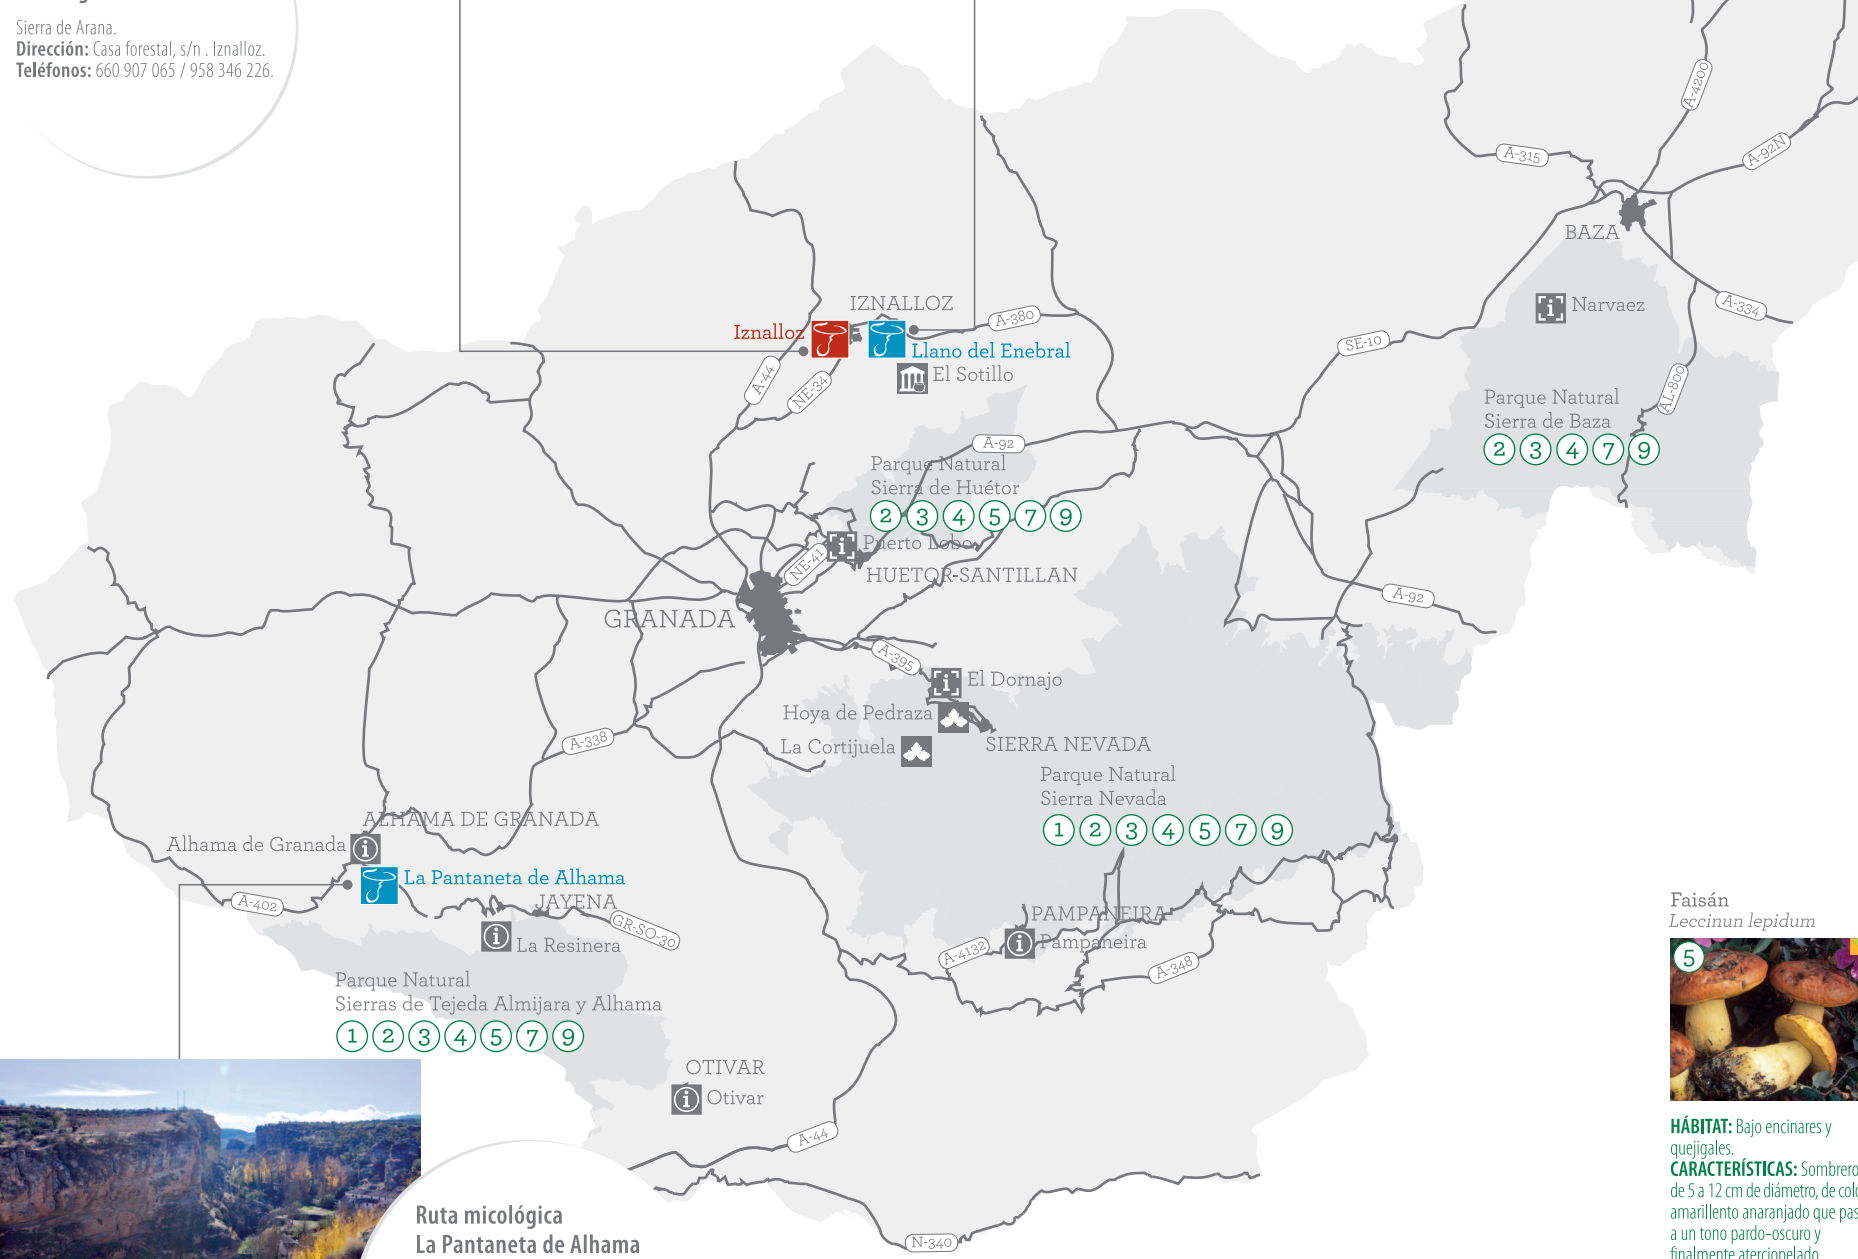 Sierra de Arana.
Dirección: Casa forestal, s/n . Iznalloz.
Teléfonos: 660 907 065 / 958 346 226.
A-4200
A-315
A-92N
BAZA
Narvaez
A-334
IZNALLOZ
Iznalloz
A-380
Llano del Enebral
El Sotillo
A-44
NE-34
SE-10
AL-800
Parque Natural
Sierra de Baza
2 3 4 7 9
A-92
Parque Natural
Sierra de Huétor
2 3 4 5 7 9
Puerto Lobo
NE-41
HUETOR-SANTILLAN
A-92
GRANADA
A-395
El Dornajo
Hoya de Pedraza
La Cortijuela
SIERRA NEVADA
A-338
Parque Natural
Sierra Nevada
1 2 3 4 5 7 9
ALHAMA DE GRANADA
Alhama de Granada
La Pantaneta de Alhama
A-402
JAYENA
GR-SO-30
La Resinera
PAMPANEIRA
Pampaneira
A-4132
A-348
Parque Natural
Sierras de Tejeda Almijara y Alhama
1 2 3 4 5 7 9
OTIVAR
Otivar
A-44
N-340
Ruta micológica
La Pantaneta de Alhama
Faisán
Leccinun lepidum
5
HÁBITAT: Bajo encinares y
quejigales.
CARACTERÍSTICAS: Sombrero
de 5 a 12 cm de diámetro, de colo
amarillento anaranjado que pas
a un tono pardo-oscuro y
finalmente aterciopelado